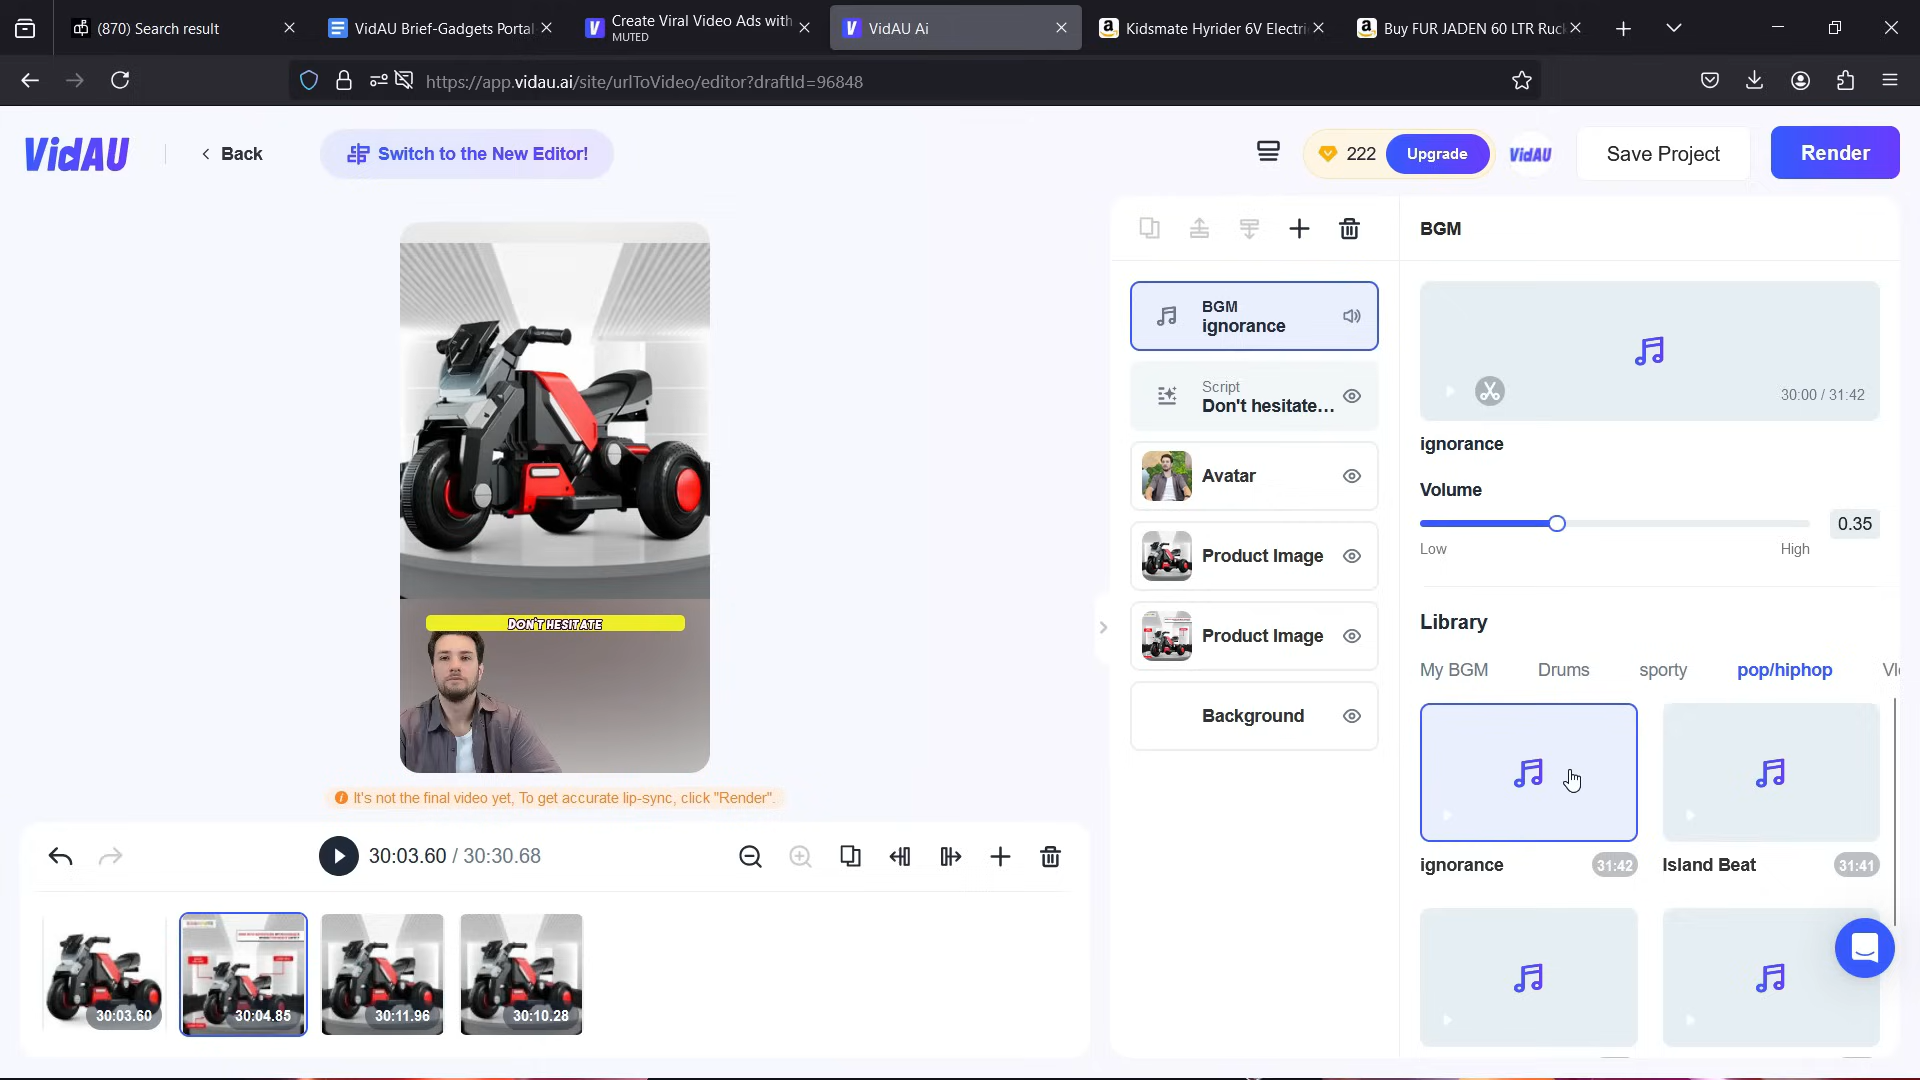 (870) Search result
VidAU Brief-Gadgets Portal
Create Viral Video Ads with
MUTED
VidAU Ai
Kidsmate Hyrider 6V Electri
Buy FUR JADEN 60 LTR Ruck
https://app.vidau.ai/site/urlToVideo/editor?draftId=96848
VidAU
Back
Switch to the New Editor!
222
Upgrade
VidAU
Save Project
Render
BGM
BGM
ignorance
Script
Don't hesitate...
Avatar
Product Image
Product Image
Background
30:00 / 31:42
ignorance
Volume
0.35
Low
High
Library
My BGM
Drums
sporty
pop/hiphop
Vl
ignorance
31:42
Island Beat
31:41
DON'T HESITATE
It's not the final video yet, To get accurate lip-sync, click "Render".
30:03.60 / 30:30.68
30:03.60
30:04.85
30:11.96
30:10.28